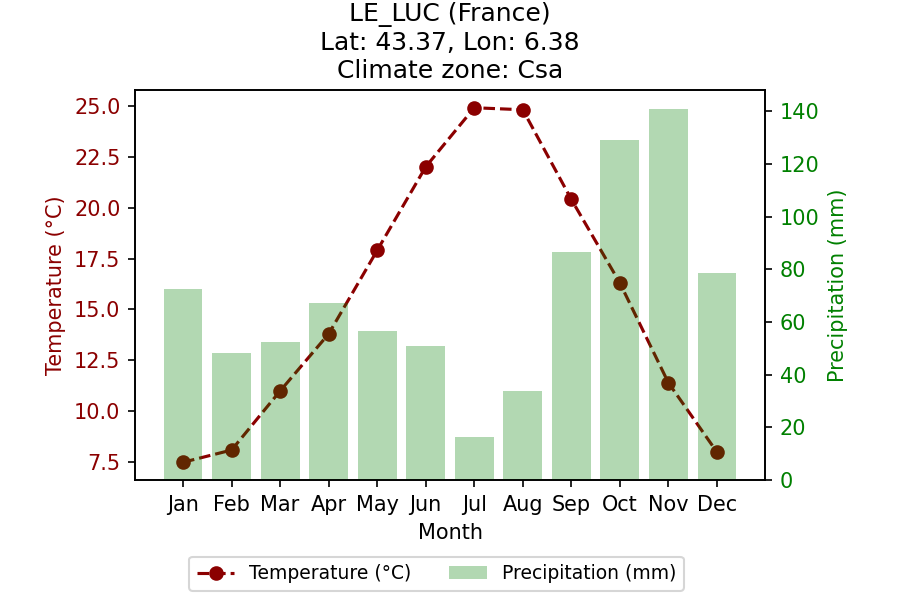 LE_LUC (France)
Lat: 43.37, Lon: 6.38
Climate zone: Csa
25.0
22.5
20.0
17.5
15.0
12.5
10.0
7.5
Temperature (°C)
140
120
100
80
60
40
20
0
Precipitation (mm)
Jan Feb Mar Apr May Jun Jul Aug Sep Oct Nov Dec
Month
Temperature (°C) Precipitation (mm)